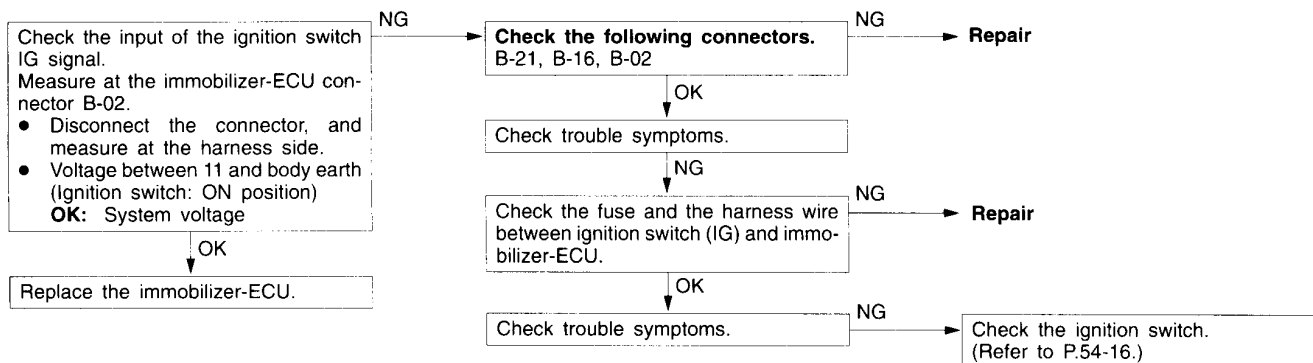 Check the input of the ignition switch
IG signal.
Measure at the immobilizer-ECU con-
nector B-02.
● Disconnect the connector, and
measure at the harness side.
● Voltage between 11 and body earth
(Ignition switch: ON position)
OK: System voltage
OK
Replace the immobilizer-ECU.
NG
Check the following connectors.
B-21, B-16, B-02
NG
Repair
OK
Check trouble symptoms.
NG
Check the fuse and the harness wire
between ignition switch (IG) and immo-
bilizer-ECU.
NG
Repair
OK
Check trouble symptoms.
NG
Check the ignition switch.
(Refer to P.54-16.)